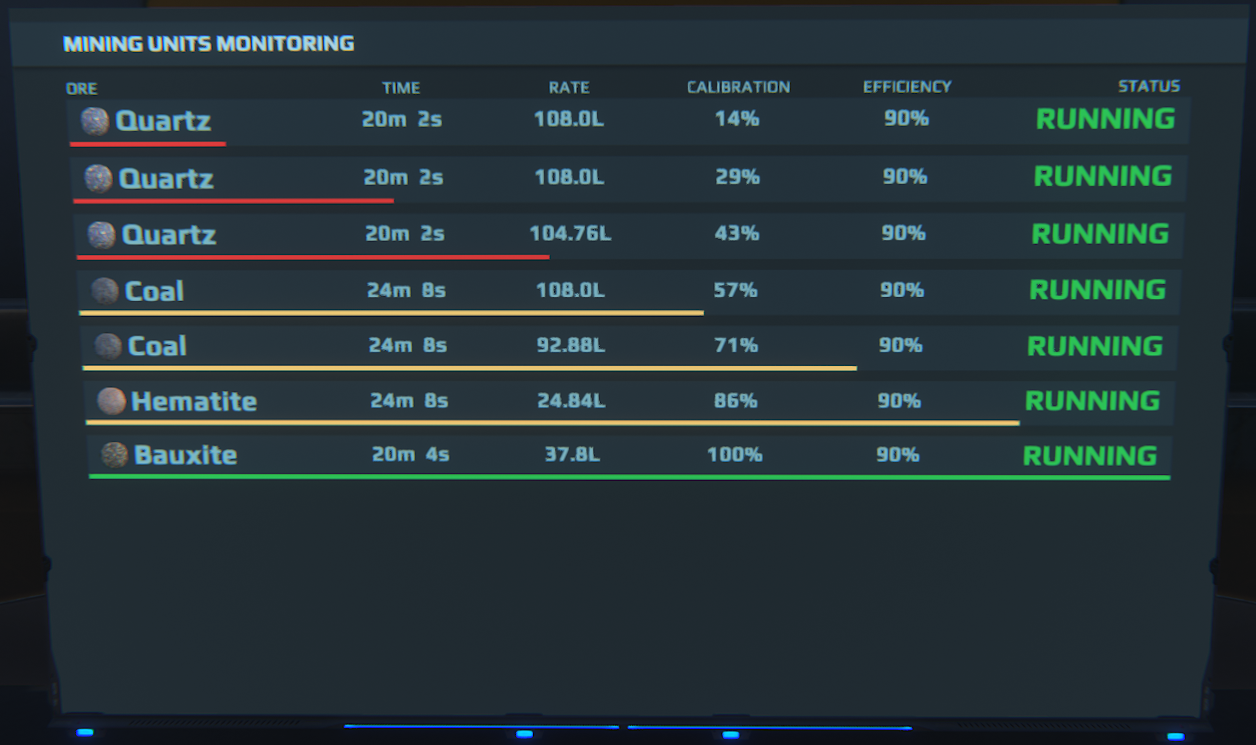 MINING UNITS MONITORING
ORE TIME RATE CALIBRATION EFFICIENCY STATUS
Quartz 20m 2s 108.0L 14% 90% RUNNING
Quartz 20m 2s 108.0L 29% 90% RUNNING
Quartz 20m 2s 104.76L 43% 90% RUNNING
Coal 24m 8s 108.0L 57% 90% RUNNING
Coal 24m 8s 92.88L 71% 90% RUNNING
Hematite 24m 8s 24.84L 86% 90% RUNNING
Bauxite 20m 4s 37.8L 100% 90% RUNNING